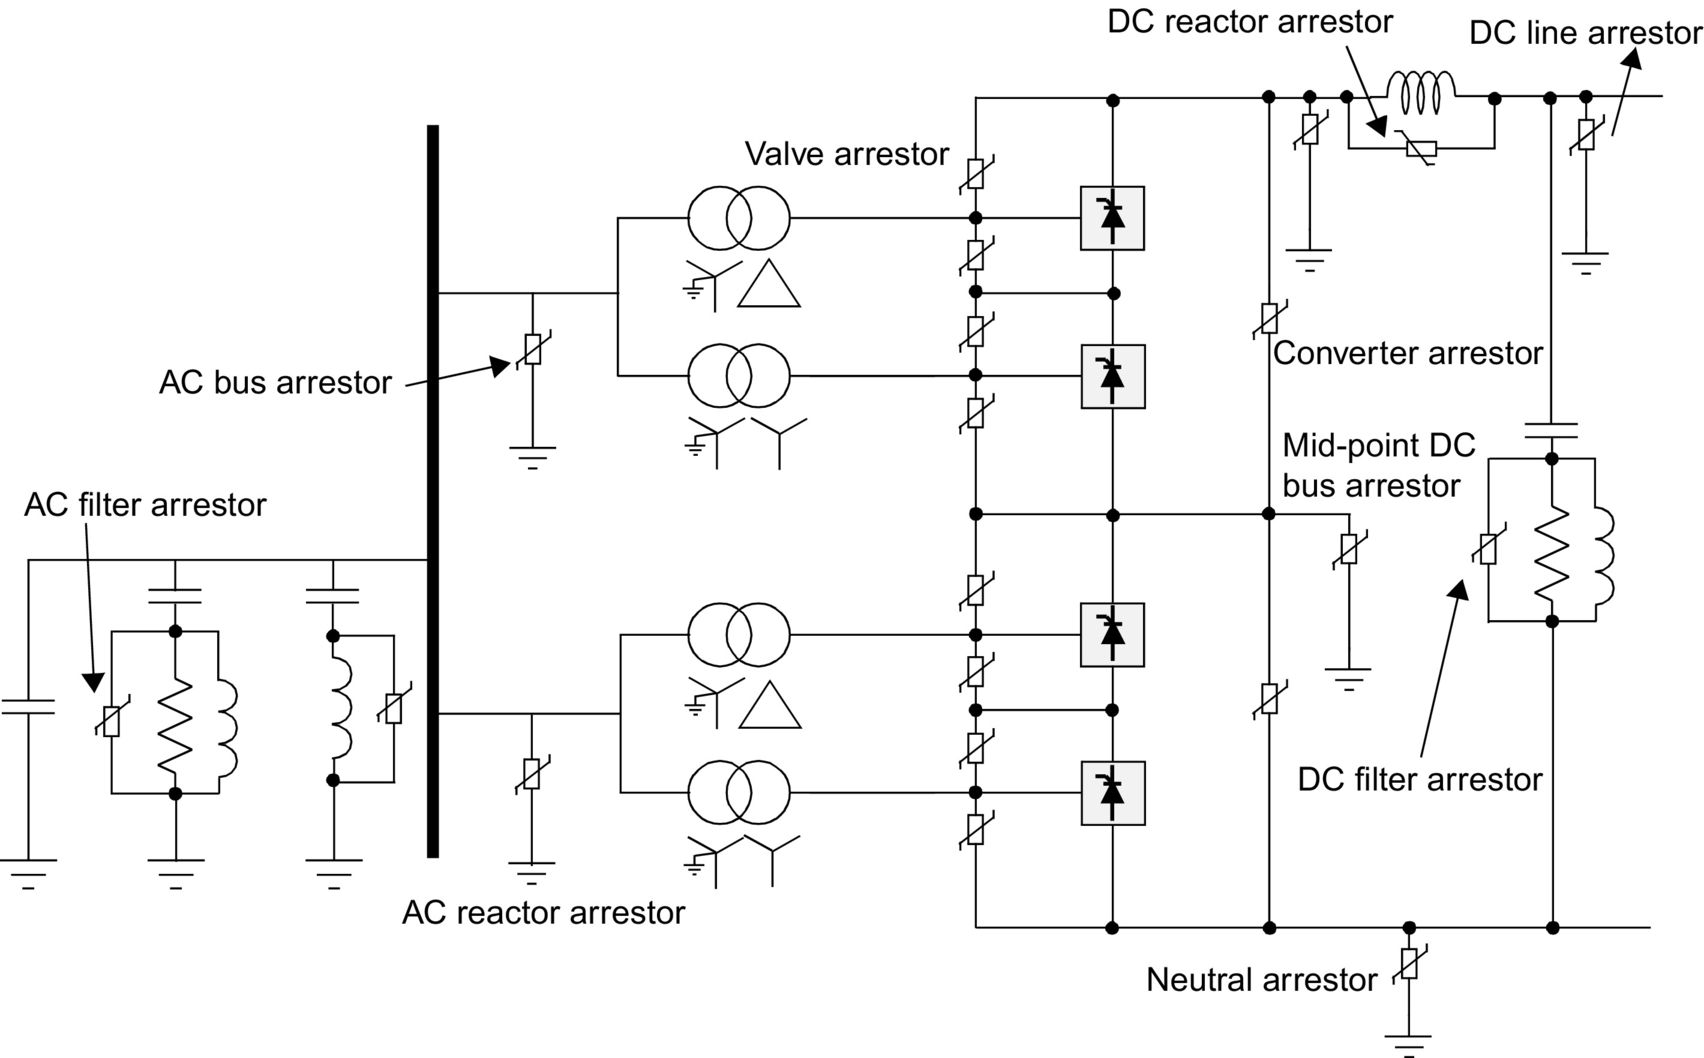 DC reactor arrestor
DC line arrestor
Valve arrestor
Converter arrestor
AC bus arrestor
Mid-point DC
bus arrestor
AC filter arrestor
DC filter arrestor
AC reactor arrestor
Neutral arrestor